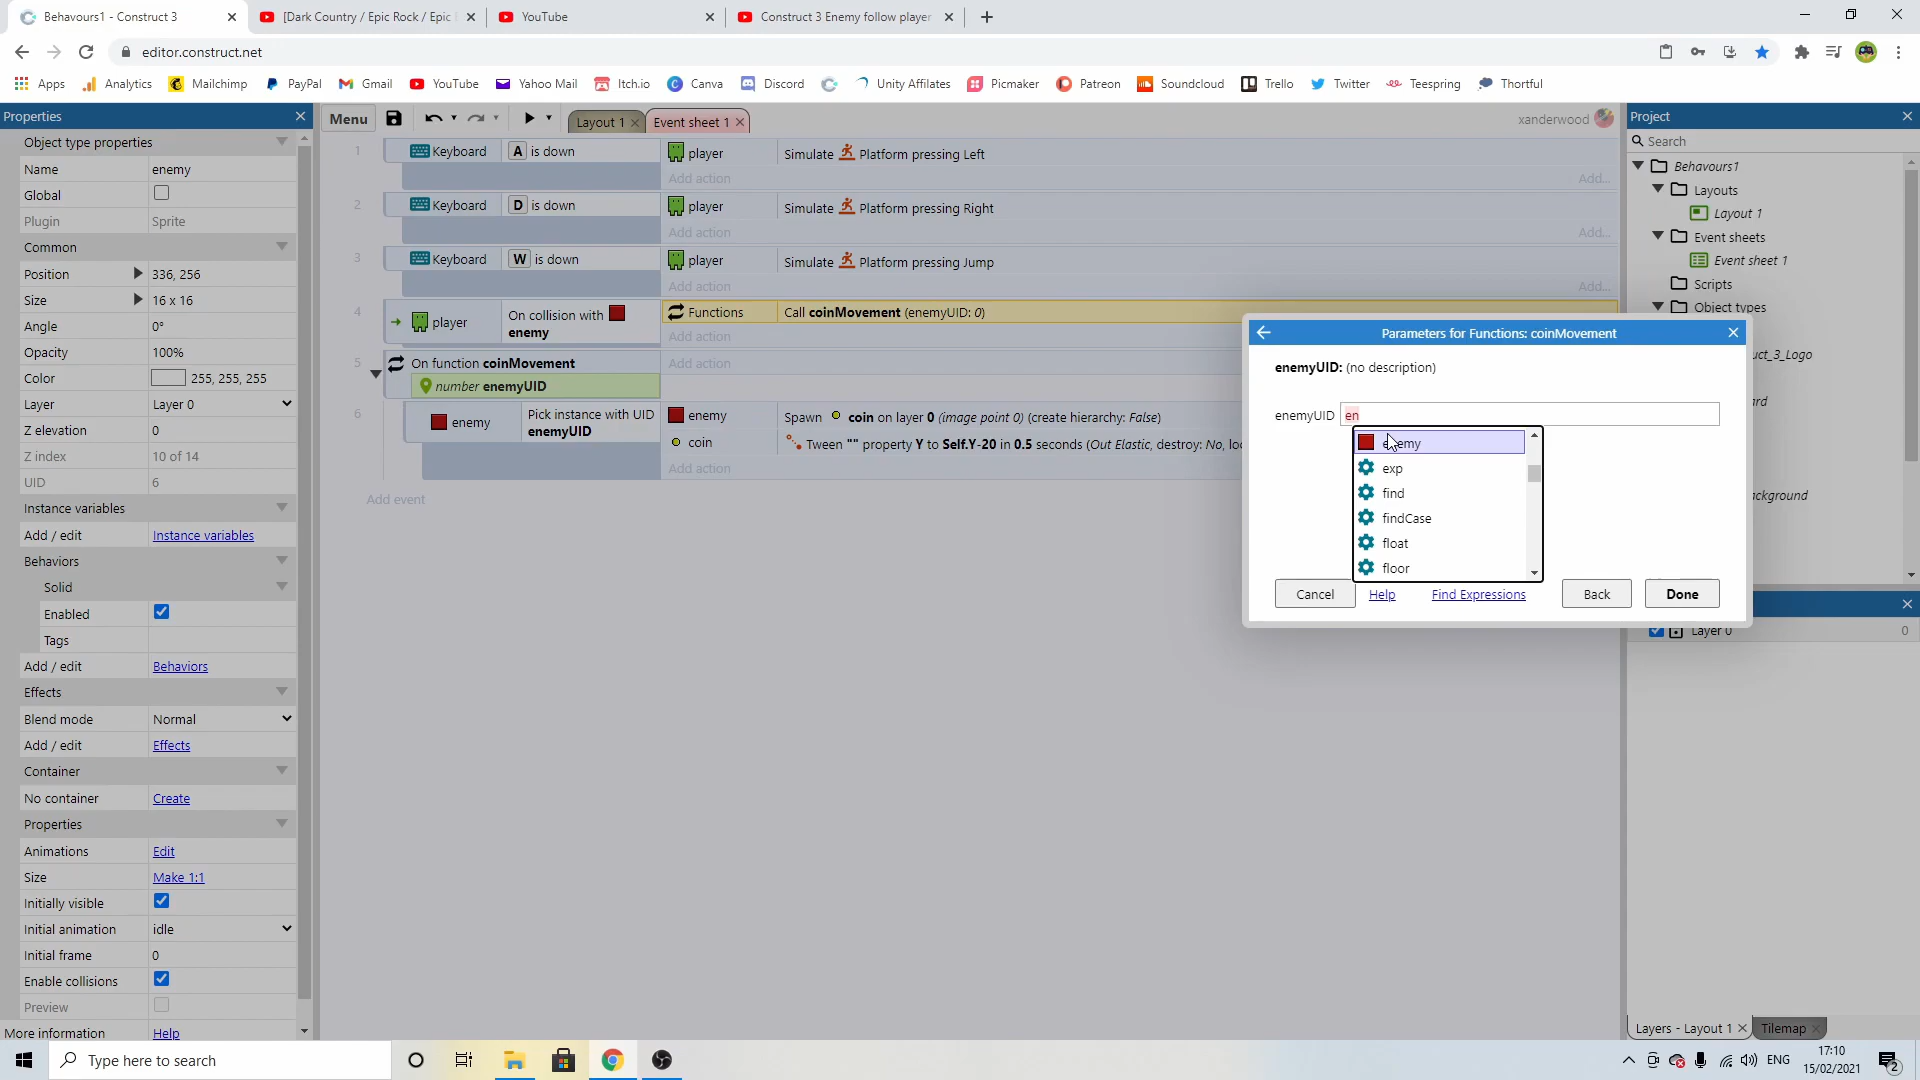 Behavours1 - Construct 3
[Dark Country / Epic Rock / Epic
YouTube
Construct 3 Enemy follow player
editor.construct.net
Apps
Analytics
Mailchimp
PayPal
Gmail
YouTube
Yahoo Mail
Itch.io
Canva
Discord
Unity Affilates
Picmaker
Patreon
Soundcloud
Trello
Twitter
Teespring
Thortful
Properties
Menu
Layout 1
Event sheet 1
xanderwood
Project
Object type properties
Name enemy
Global
Plugin Sprite
Common
Position 336, 256
Size 16 x 16
Angle 0°
Opacity 100%
Color 255, 255, 255
Layer Layer 0
Z elevation 0
Z index 10 of 14
UID 6
Instance variables
Add / edit Instance variables
Behaviors
Solid
Enabled
Tags
Add / edit Behaviors
Effects
Blend mode Normal
Add / edit Effects
Container
No container Create
Properties
Animations Edit
Size Make 1:1
Initially visible
Initial animation idle
Initial frame 0
Enable collisions
Preview
More information Help
1 Keyboard A is down player Simulate Platform pressing Left
Add action Add...
2 Keyboard D is down player Simulate Platform pressing Right
Add action Add...
3 Keyboard W is down player Simulate Platform pressing Jump
Add action Add...
4 player On collision with enemy Functions Call coinMovement (enemyUID: 0)
Add action
5 On function coinMovement Add action
number enemyUID
6 enemy Pick instance with UID enemyUID enemy Spawn coin on layer 0 (image point 0) (create hierarchy: False)
coin Tween "" property Y to Self.Y-20 in 0.5 seconds (Out Elastic, destroy: No, loo
Add action
Add event
Parameters for Functions: coinMovement
enemyUID: (no description)
enemyUID en
enemy
exp
find
findCase
float
floor
Cancel
Help
Find Expressions
Back
Done
Search
Behavours1
Layouts
Layout 1
Event sheets
Event sheet 1
Scripts
Object types
uct_3_Logo
ard
ackground
Layer 0 0
Layers - Layout 1
Tilemap
Type here to search
ENG
17:10
15/02/2021
2